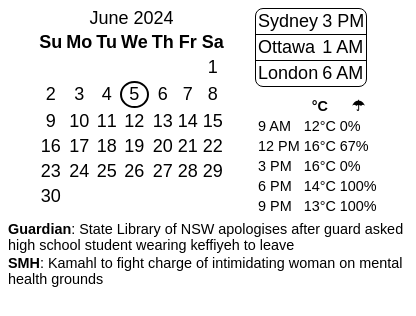 June 2024
Su Mo Tu We Th Fr Sa
1
2 3 4 5 6 7 8
9 10 11 12 13 14 15
16 17 18 19 20 21 22
23 24 25 26 27 28 29
30
Sydney 3 PM
Ottawa 1 AM
London 6 AM
°C ☂
9 AM 12°C 0%
12 PM 16°C 67%
3 PM 16°C 0%
6 PM 14°C 100%
9 PM 13°C 100%
Guardian: State Library of NSW apologises after guard asked
high school student wearing keffiyeh to leave
SMH: Kamahl to fight charge of intimidating woman on mental
health grounds